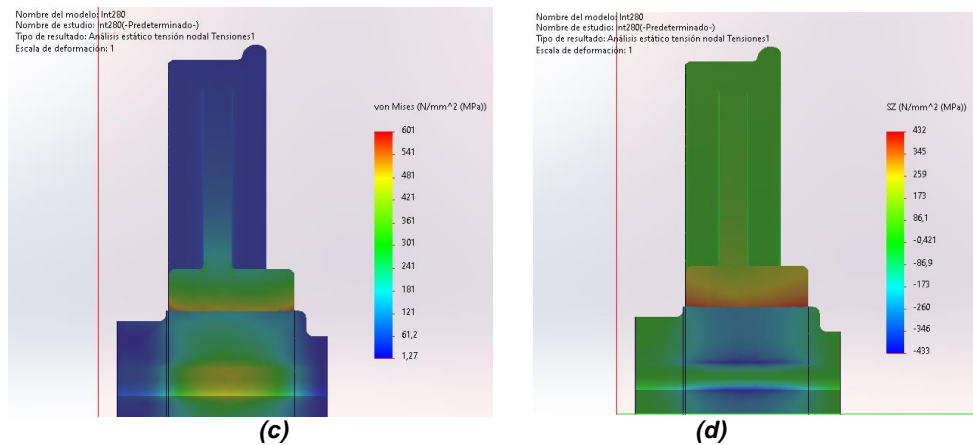 Nombre del modelo: Int280
Nombre de estudio: Int280(-Predeterminado-)
Tipo de resultado: Análisis estático tensión nodal Tensiones1
Escala de deformación: 1
von Mises (N/mm^2 (MPa))
601
541
481
421
361
301
241
181
121
61,2
1,27
(c)
Nombre del modelo: Int280
Nombre de estudio: Int280(-Predeterminado-)
Tipo de resultado: Análisis estático tensión nodal Tensiones1
Escala de deformación: 1
SZ (N/mm^2 (MPa))
432
345
259
173
86,1
-0,421
-86,9
-173
-260
-346
-433
(d)